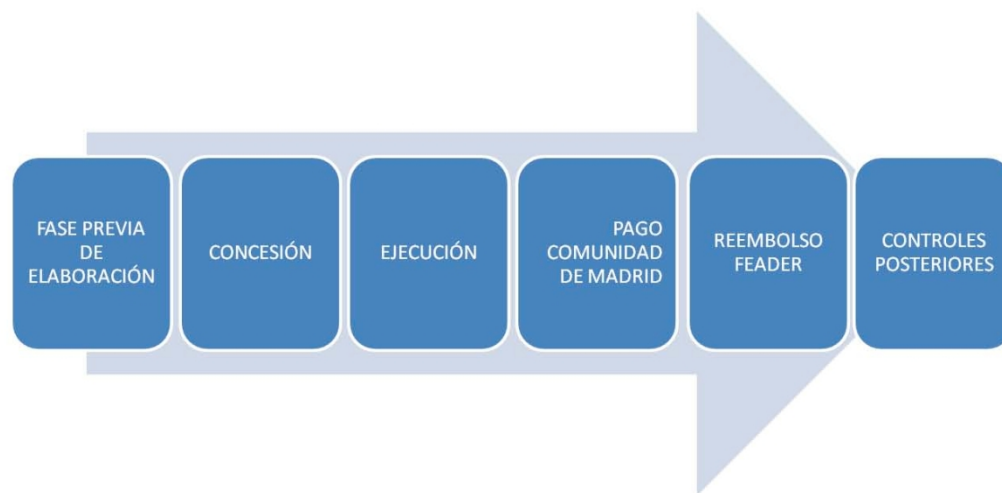 FASE PREVIA
DE
ELABORACIÓN
CONCESIÓN
EJECUCIÓN
PAGO
COMUNIDAD
DE MADRID
REEMBOLSO
FEADER
CONTROLES
POSTERIORES